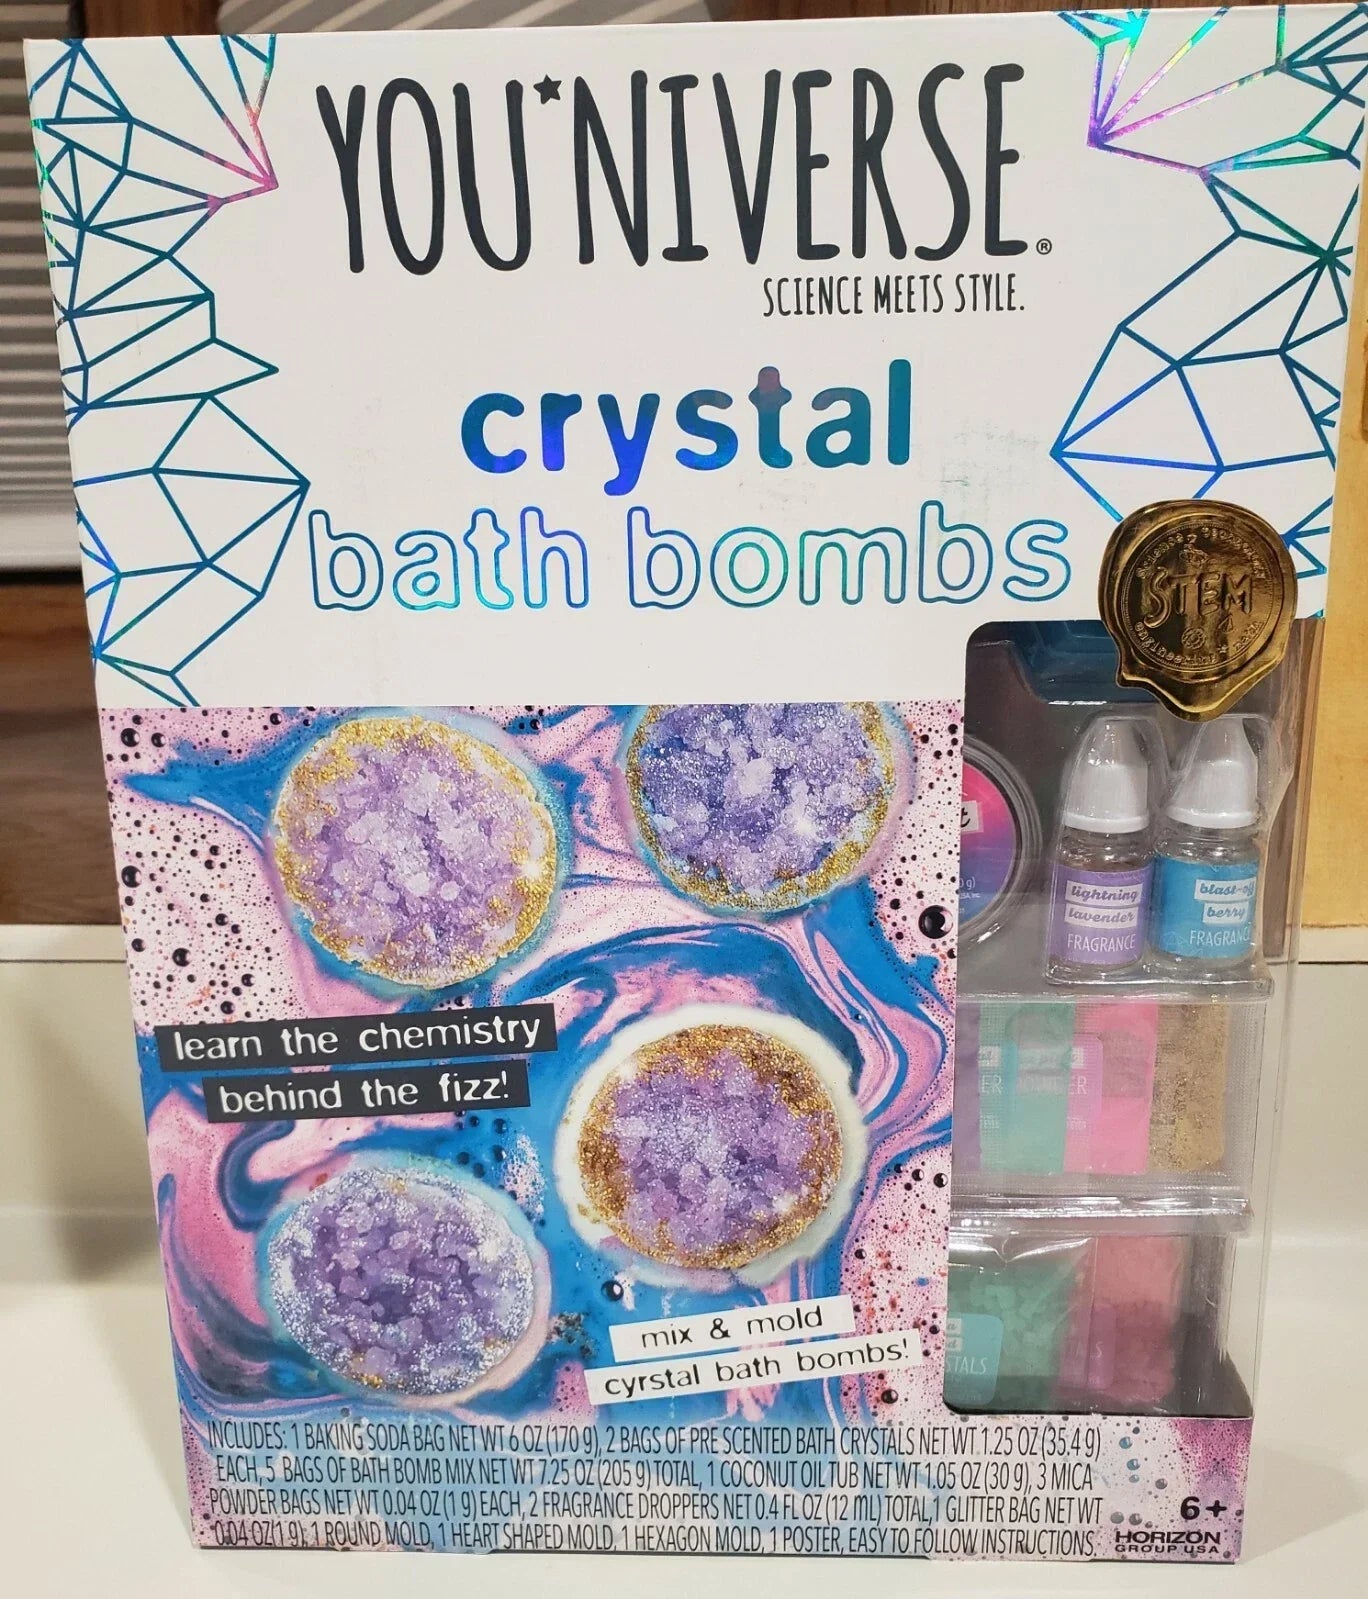 YOU*NIVERSE®
SCIENCE MEETS STYLE.
crystal
bath bombs
STEM
lightning
lavender
FRAGRANCE
berry
FRAGRANC
learn the chemistry
behind the fizz!
mix & mold
cyrstal bath bombs!
INCLUDES: 1 BAKING SODA BAG NET WT 6 OZ (170 g), 2 BAGS OF PRE SCENTED BATH CRYSTALS NET WT 1.25 OZ (35.4 g)
EACH, 5 BAGS OF BATH BOMB MIX NET WT 7.25 OZ (205 g) TOTAL, 1 COCONUT OIL TUB NET WT 1.05 OZ (30 g), 3 MICA
POWDER BAGS NET WT 0.04 OZ (1 g) EACH, 2 FRAGRANCE DROPPERS NET 0.4 FL OZ (12 mL) TOTAL, 1 GLITTER BAG NET WT
0.04 OZ(1 g), 1 ROUND MOLD, 1 HEART SHAPED MOLD, 1 HEXAGON MOLD, 1 POSTER, EASY TO FOLLOW INSTRUCTIONS.
6+
HORIZON
GROUP USA